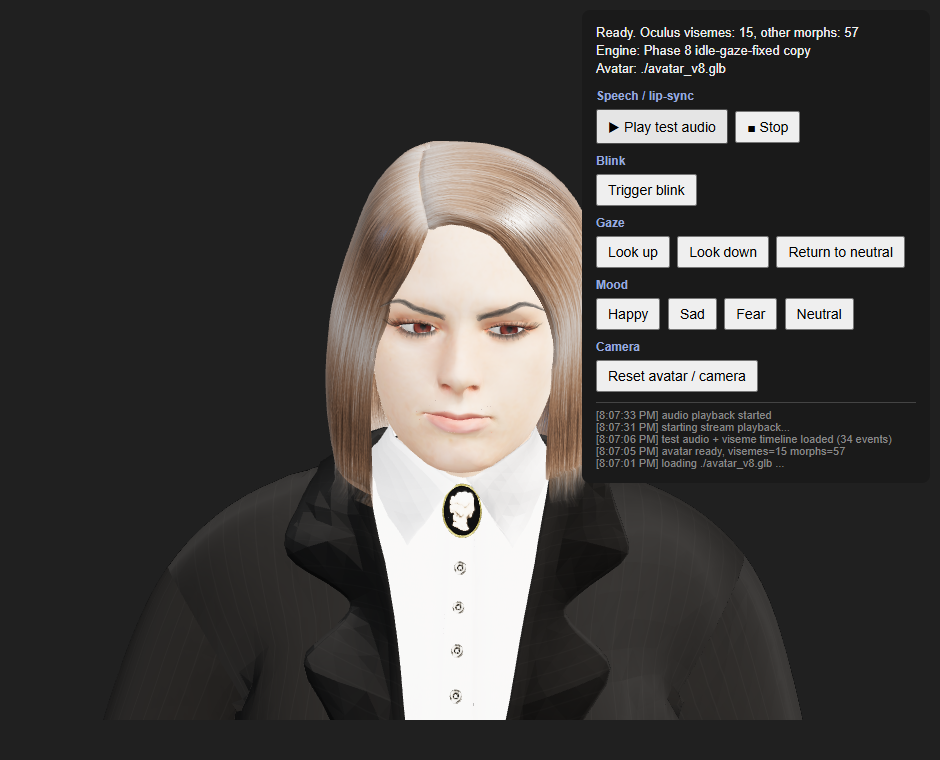 Ready. Oculus visemes: 15, other morphs: 57
Engine: Phase 8 idle-gaze-fixed copy
Avatar: ./avatar_v8.glb
Speech / lip-sync
▶ Play test audio ■ Stop
Blink
Trigger blink
Gaze
Look up Look down Return to neutral
Mood
Happy Sad Fear Neutral
Camera
Reset avatar / camera
[8:07:33 PM] audio playback started
[8:07:31 PM] starting stream playback...
[8:07:06 PM] test audio + viseme timeline loaded (34 events)
[8:07:05 PM] avatar ready, visemes=15 morphs=57
[8:07:01 PM] loading ./avatar_v8.glb ...